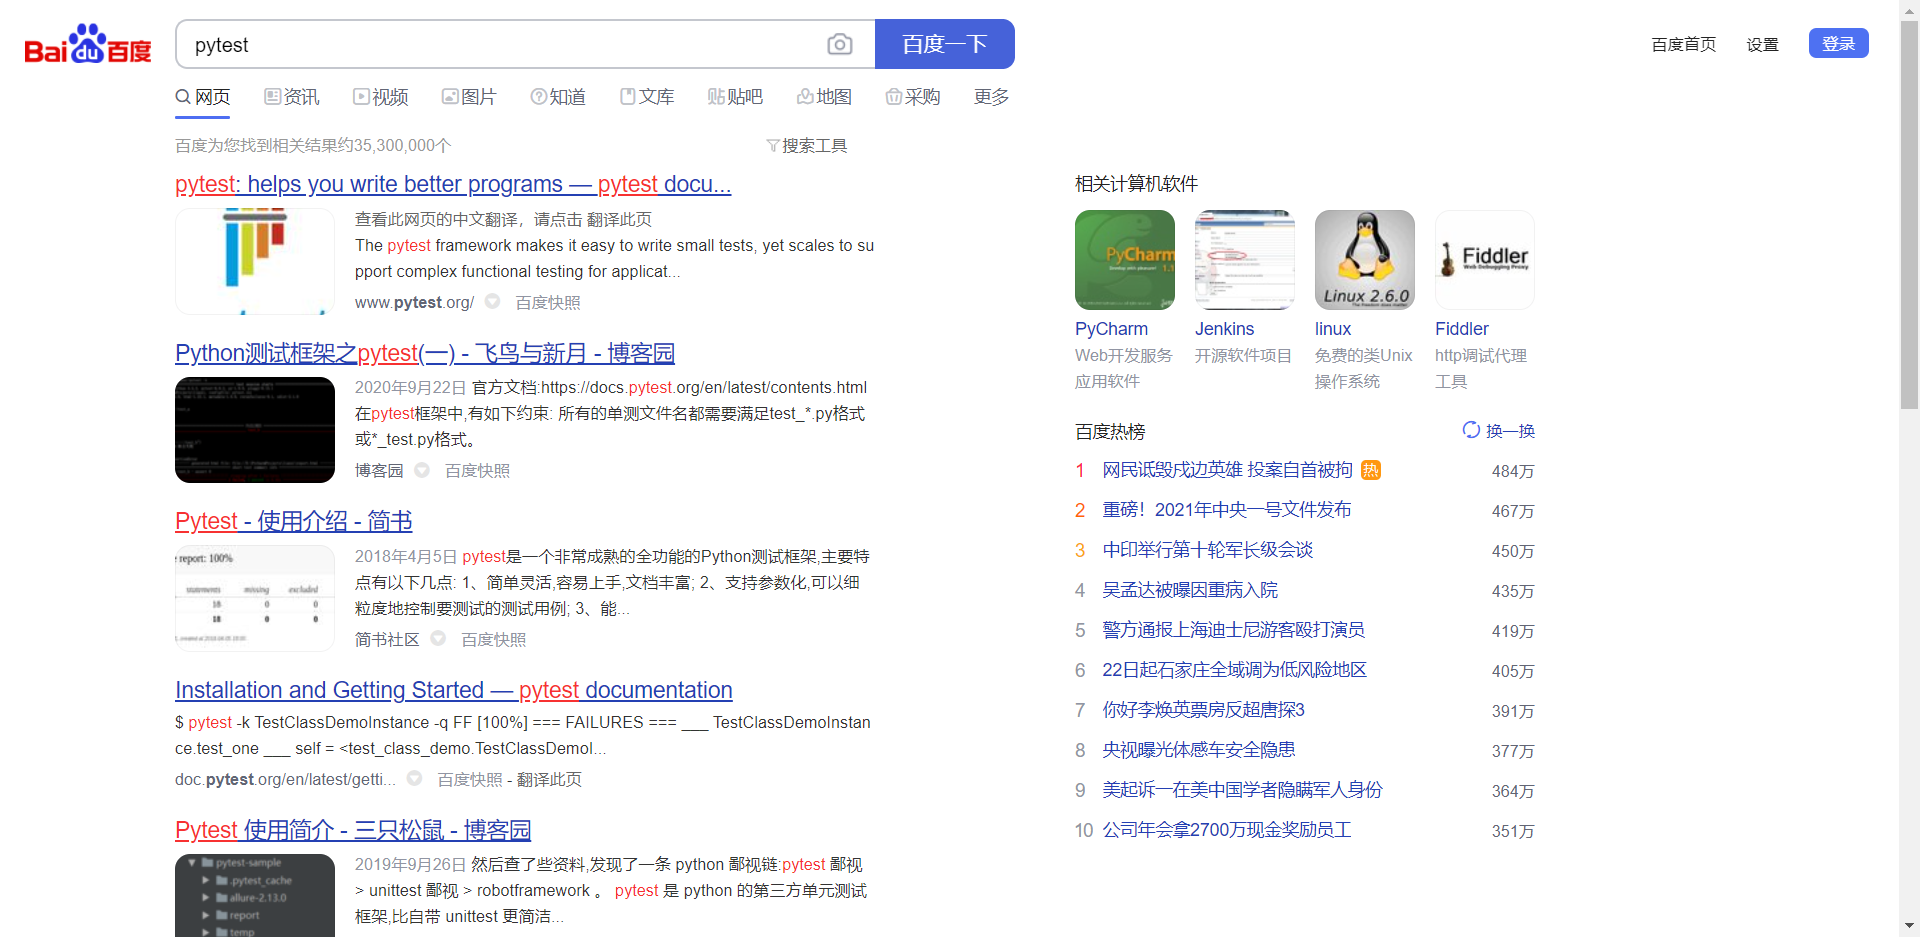 Bai du 百度
pytest
百度一下
百度首页 设置 登录
网页 资讯 视频 图片 知道 文库 贴吧 地图 采购 更多
百度为您找到相关结果约35,300,000个 搜索工具
pytest: helps you write better programs — pytest docu...
查看此网页的中文翻译，请点击 翻译此页
The pytest framework makes it easy to write small tests, yet scales to su
pport complex functional testing for applicat...
www.pytest.org/ 百度快照
Python测试框架之pytest(一) - 飞鸟与新月 - 博客园
2020年9月22日 官方文档:https://docs.pytest.org/en/latest/contents.html
在pytest框架中,有如下约束: 所有的单测文件名都需要满足test_*.py格式
或*_test.py格式。
博客园 百度快照
Pytest - 使用介绍 - 简书
report: 100%
statements missing excluded
18 0 0
18 0 0
2018年4月5日 pytest是一个非常成熟的全功能的Python测试框架,主要特
点有以下几点: 1、简单灵活,容易上手,文档丰富; 2、支持参数化,可以细
粒度地控制要测试的测试用例; 3、能...
简书社区 百度快照
Installation and Getting Started — pytest documentation
$ pytest -k TestClassDemoInstance -q FF [100%] === FAILURES === ___ TestClassDemoInstan
ce.test_one ___ self = <test_class_demo.TestClassDemoI...
doc.pytest.org/en/latest/getti... 百度快照 - 翻译此页
Pytest 使用简介 - 三只松鼠 - 博客园
pytest-sample
.pytest_cache
allure-2.13.0
report
temp
2019年9月26日 然后查了些资料,发现了一条 python 鄙视链:pytest 鄙视
> unittest 鄙视 > robotframework 。 pytest 是 python 的第三方单元测试
框架,比自带 unittest 更简洁...
相关计算机软件
PyCharm
Linux 2.6.0
Fiddler
Web Debugging Proxy
PyCharm Jenkins linux Fiddler
Web开发服务 开源软件项目 免费的类Unix http调试代理
应用软件 操作系统 工具
百度热榜 换一换
1 网民诋毁戍边英雄 投案自首被拘 热 484万
2 重磅！2021年中央一号文件发布 467万
3 中印举行第十轮军长级会谈 450万
4 吴孟达被曝因重病入院 435万
5 警方通报上海迪士尼游客殴打演员 419万
6 22日起石家庄全域调为低风险地区 405万
7 你好李焕英票房反超唐探3 391万
8 央视曝光体感车安全隐患 377万
9 美起诉一在美中国学者隐瞒军人身份 364万
10 公司年会拿2700万现金奖励员工 351万